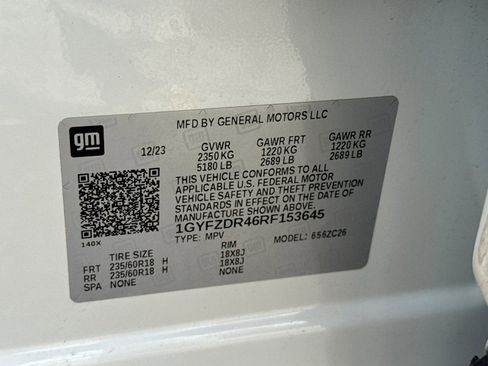 MFD BY GENERAL MOTORS LLC
gm
12/23 GVWR GAWR FRT GAWR RR
2350 KG 1220 KG 1220 KG
5180 LB 2689 LB 2689 LB
THIS VEHICLE CONFORMS TO ALL
APPLICABLE U.S. FEDERAL MOTOR
VEHICLE SAFETY AND THEFT PREVENTION
STANDARDS IN EFFECT ON THE DATE OF
MANUFACTURE SHOWN ABOVE.
1GYFZDR46RF153645
140X
TYPE: MPV MODEL: 656ZC26
TIRE SIZE RIM
FRT 235/60R18 H 18X8J
RR 235/60R18 H 18X8J
SPA NONE NONE